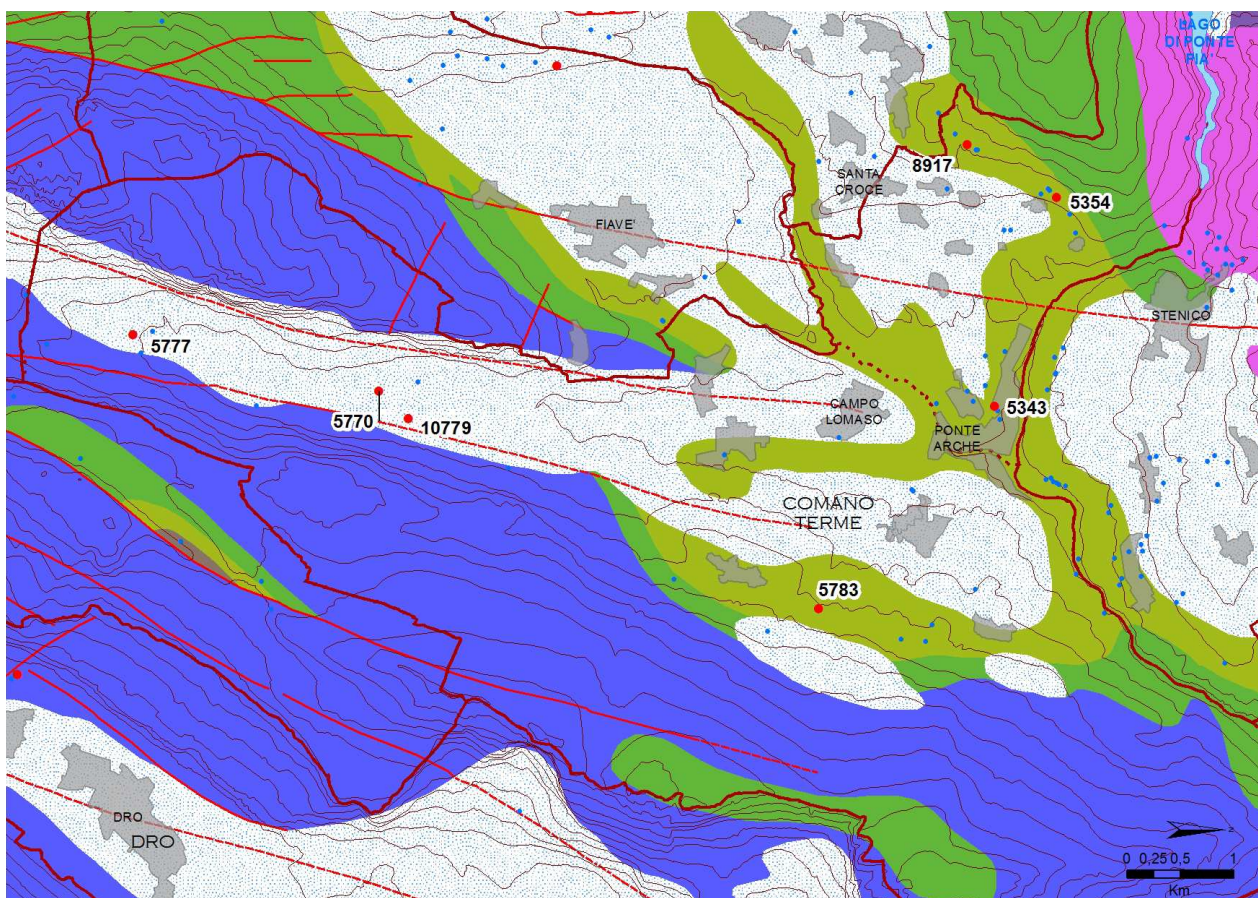 LAGO
DI PONTE
PIA'
8917
SANTA
CROCE
5354
FIAVE'
STENICO
5777
5770
10779
CAMPO
LOMASO
5343
PONTE
ARCHE
COMANO
TERME
5783
DRO
DRO
z
0 0,25 0,5 1
Km